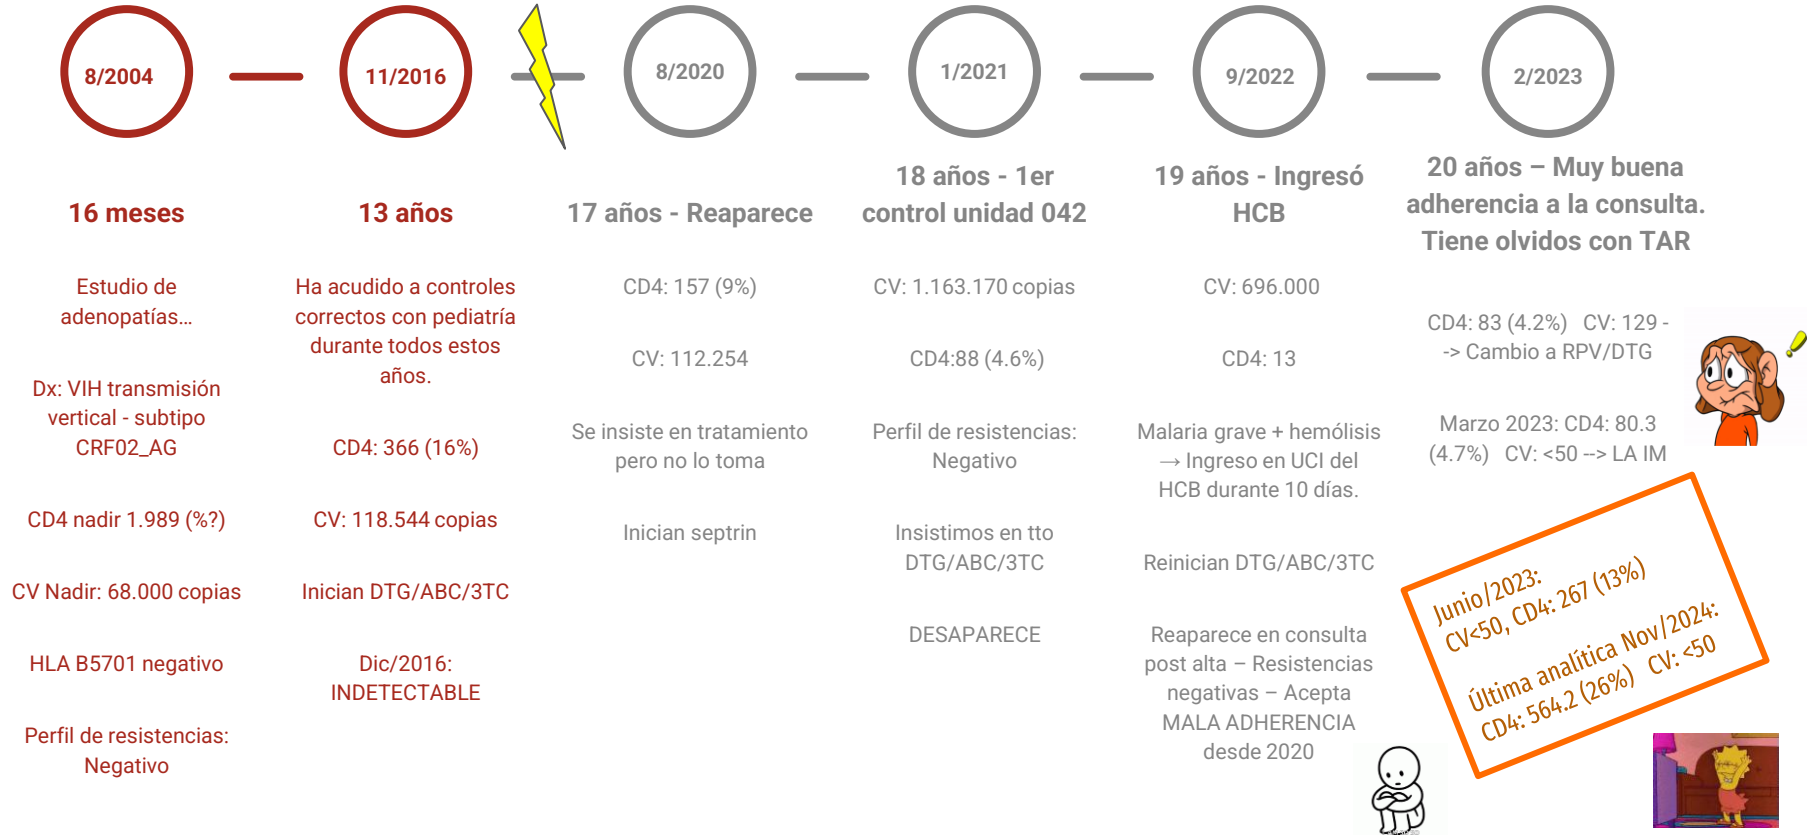 8/2004
16 meses
Estudio de
adenopatías...
Dx: VIH transmisión
vertical - subtipo
CRF02_AG
CD4 nadir 1.989 (%?)
CV Nadir: 68.000 copias
HLA B5701 negativo
Perfil de resistencias:
Negativo
11/2016
13 años
Ha acudido a controles
correctos con pediatría
durante todos estos
años.
CD4: 366 (16%)
CV: 118.544 copias
Inician DTG/ABC/3TC
Dic/2016:
INDETECTABLE
8/2020
17 años - Reaparece
CD4: 157 (9%)
CV: 112.254
Se insiste en tratamiento
pero no lo toma
Inician septrin
1/2021
18 años - 1er
control unidad 042
CV: 1.163.170 copias
CD4:88 (4.6%)
Perfil de resistencias:
Negativo
Insistimos en tto
DTG/ABC/3TC
DESAPARECE
9/2022
19 años - Ingresó
HCB
CV: 696.000
CD4: 13
Malaria grave + hemólisis
→ Ingreso en UCI del
HCB durante 10 días.
Reinician DTG/ABC/3TC
Reaparece en consulta
post alta – Resistencias
negativas – Acepta
MALA ADHERENCIA
desde 2020
2/2023
20 años – Muy buena
adherencia a la consulta.
Tiene olvidos con TAR
CD4: 83 (4.2%) CV: 129 -
-> Cambio a RPV/DTG
Marzo 2023: CD4: 80.3
(4.7%) CV: <50 --> LA IM
Junio/2023:
CV<50, CD4: 267 (13%)
Última analítica Nov/2024:
CD4: 564.2 (26%) CV: <50